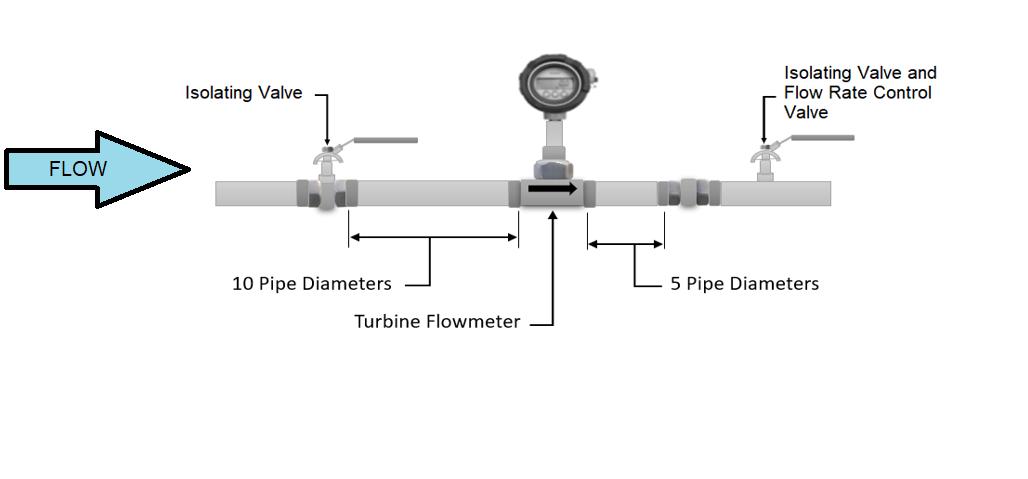 Isolating Valve
Isolating Valve and
Flow Rate Control
Valve
FLOW
10 Pipe Diameters
5 Pipe Diameters
Turbine Flowmeter